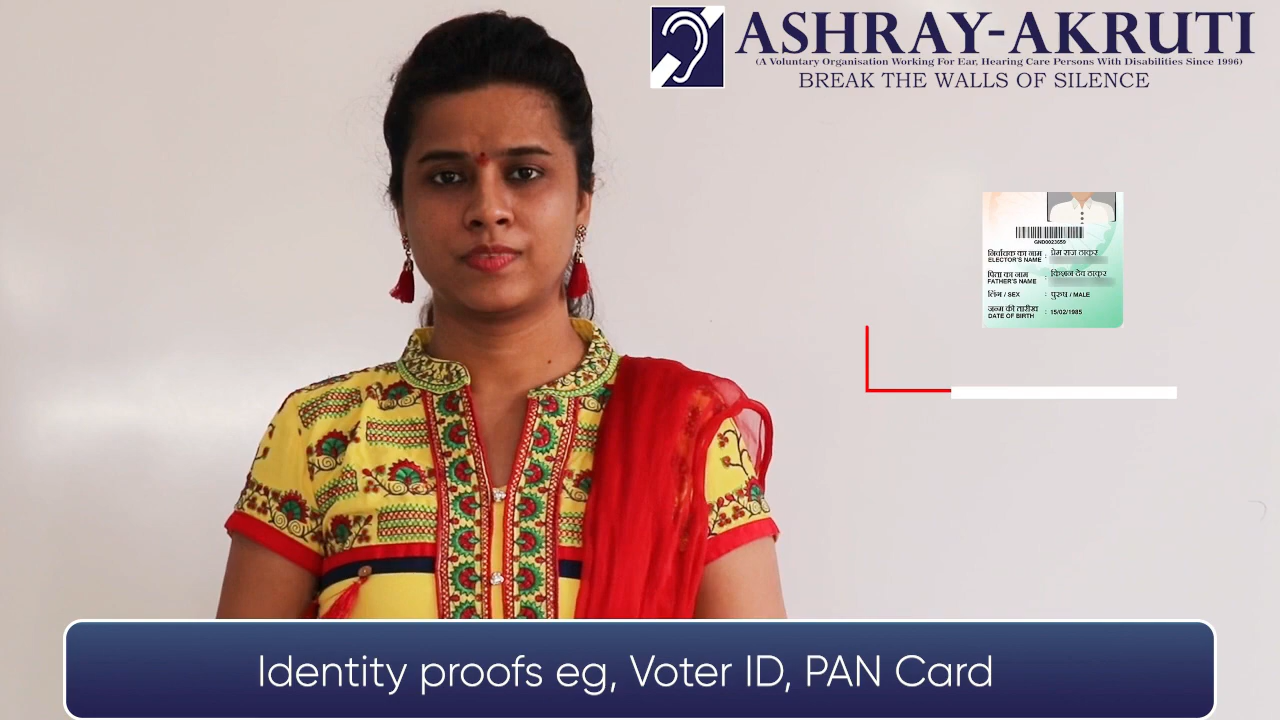 ASHRAY-AKRUTI
(A Voluntary Organisation Working For Ear, Hearing Care Persons With Disabilities Since 1996)
BREAK THE WALLS OF SILENCE
GND0023659
निर्वाचक का नाम : प्रेम राज ठाकुर
ELECTOR'S NAME
पिता का नाम : किशन देव ठाकुर
FATHER'S NAME
लिंग / SEX : पुरुष / MALE
जन्म की तारीख : 15/02/1985
DATE OF BIRTH
Identity proofs eg, Voter ID, PAN Card